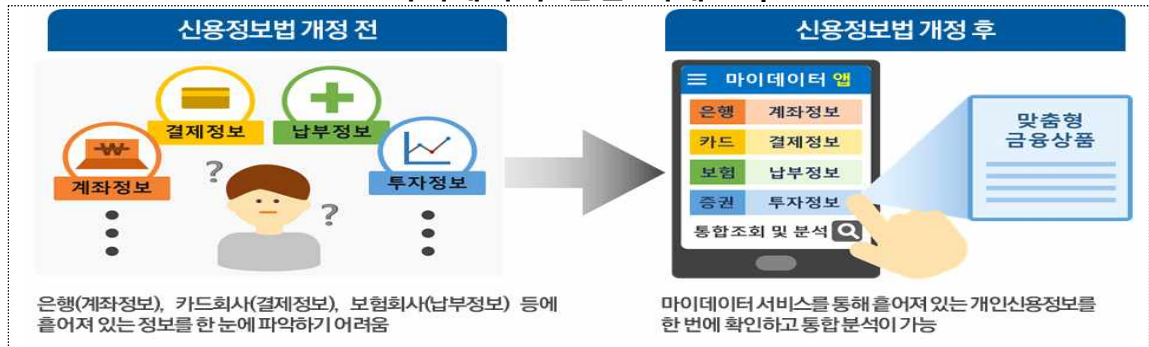 신용정보법 개정 전
결제정보
납부정보
계좌정보
투자정보
?
?
은행(계좌정보), 카드회사(결제정보), 보험회사(납부정보) 등에
흩어져 있는 정보를 한 눈에 파악하기 어려움
신용정보법 개정 후
마이데이터 앱
은행 계좌정보
카드 결제정보
보험 납부정보
증권 투자정보
통합조회 및 분석
맞춤형
금융상품
마이데이터 서비스를 통해 흩어져 있는 개인신용정보를
한 번에 확인하고 통합 분석이 가능